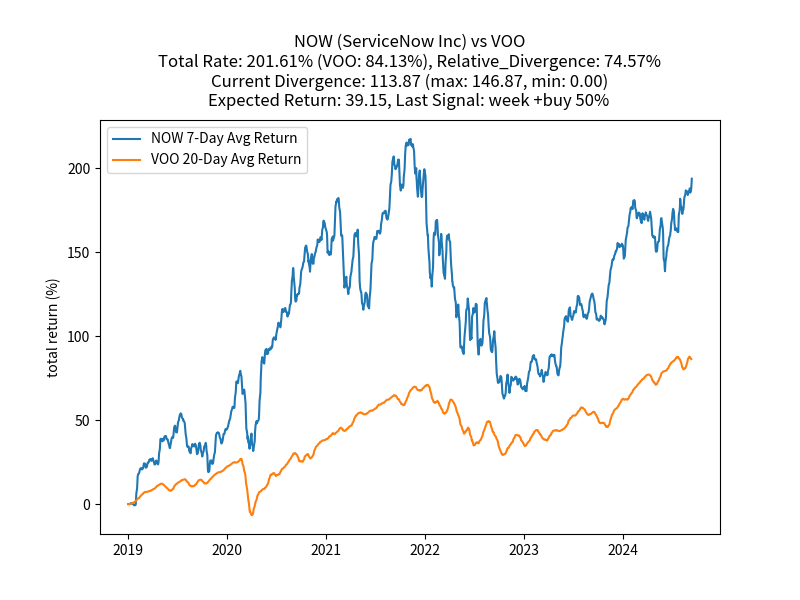 NOW (ServiceNow Inc) vs VOO
Total Rate: 201.61% (VOO: 84.13%), Relative_Divergence: 74.57%
Current Divergence: 113.87 (max: 146.87, min: 0.00)
Expected Return: 39.15, Last Signal: week +buy 50%
NOW 7-Day Avg Return
VOO 20-Day Avg Return
total return (%)
200
150
100
50
0
2019 2020 2021 2022 2023 2024